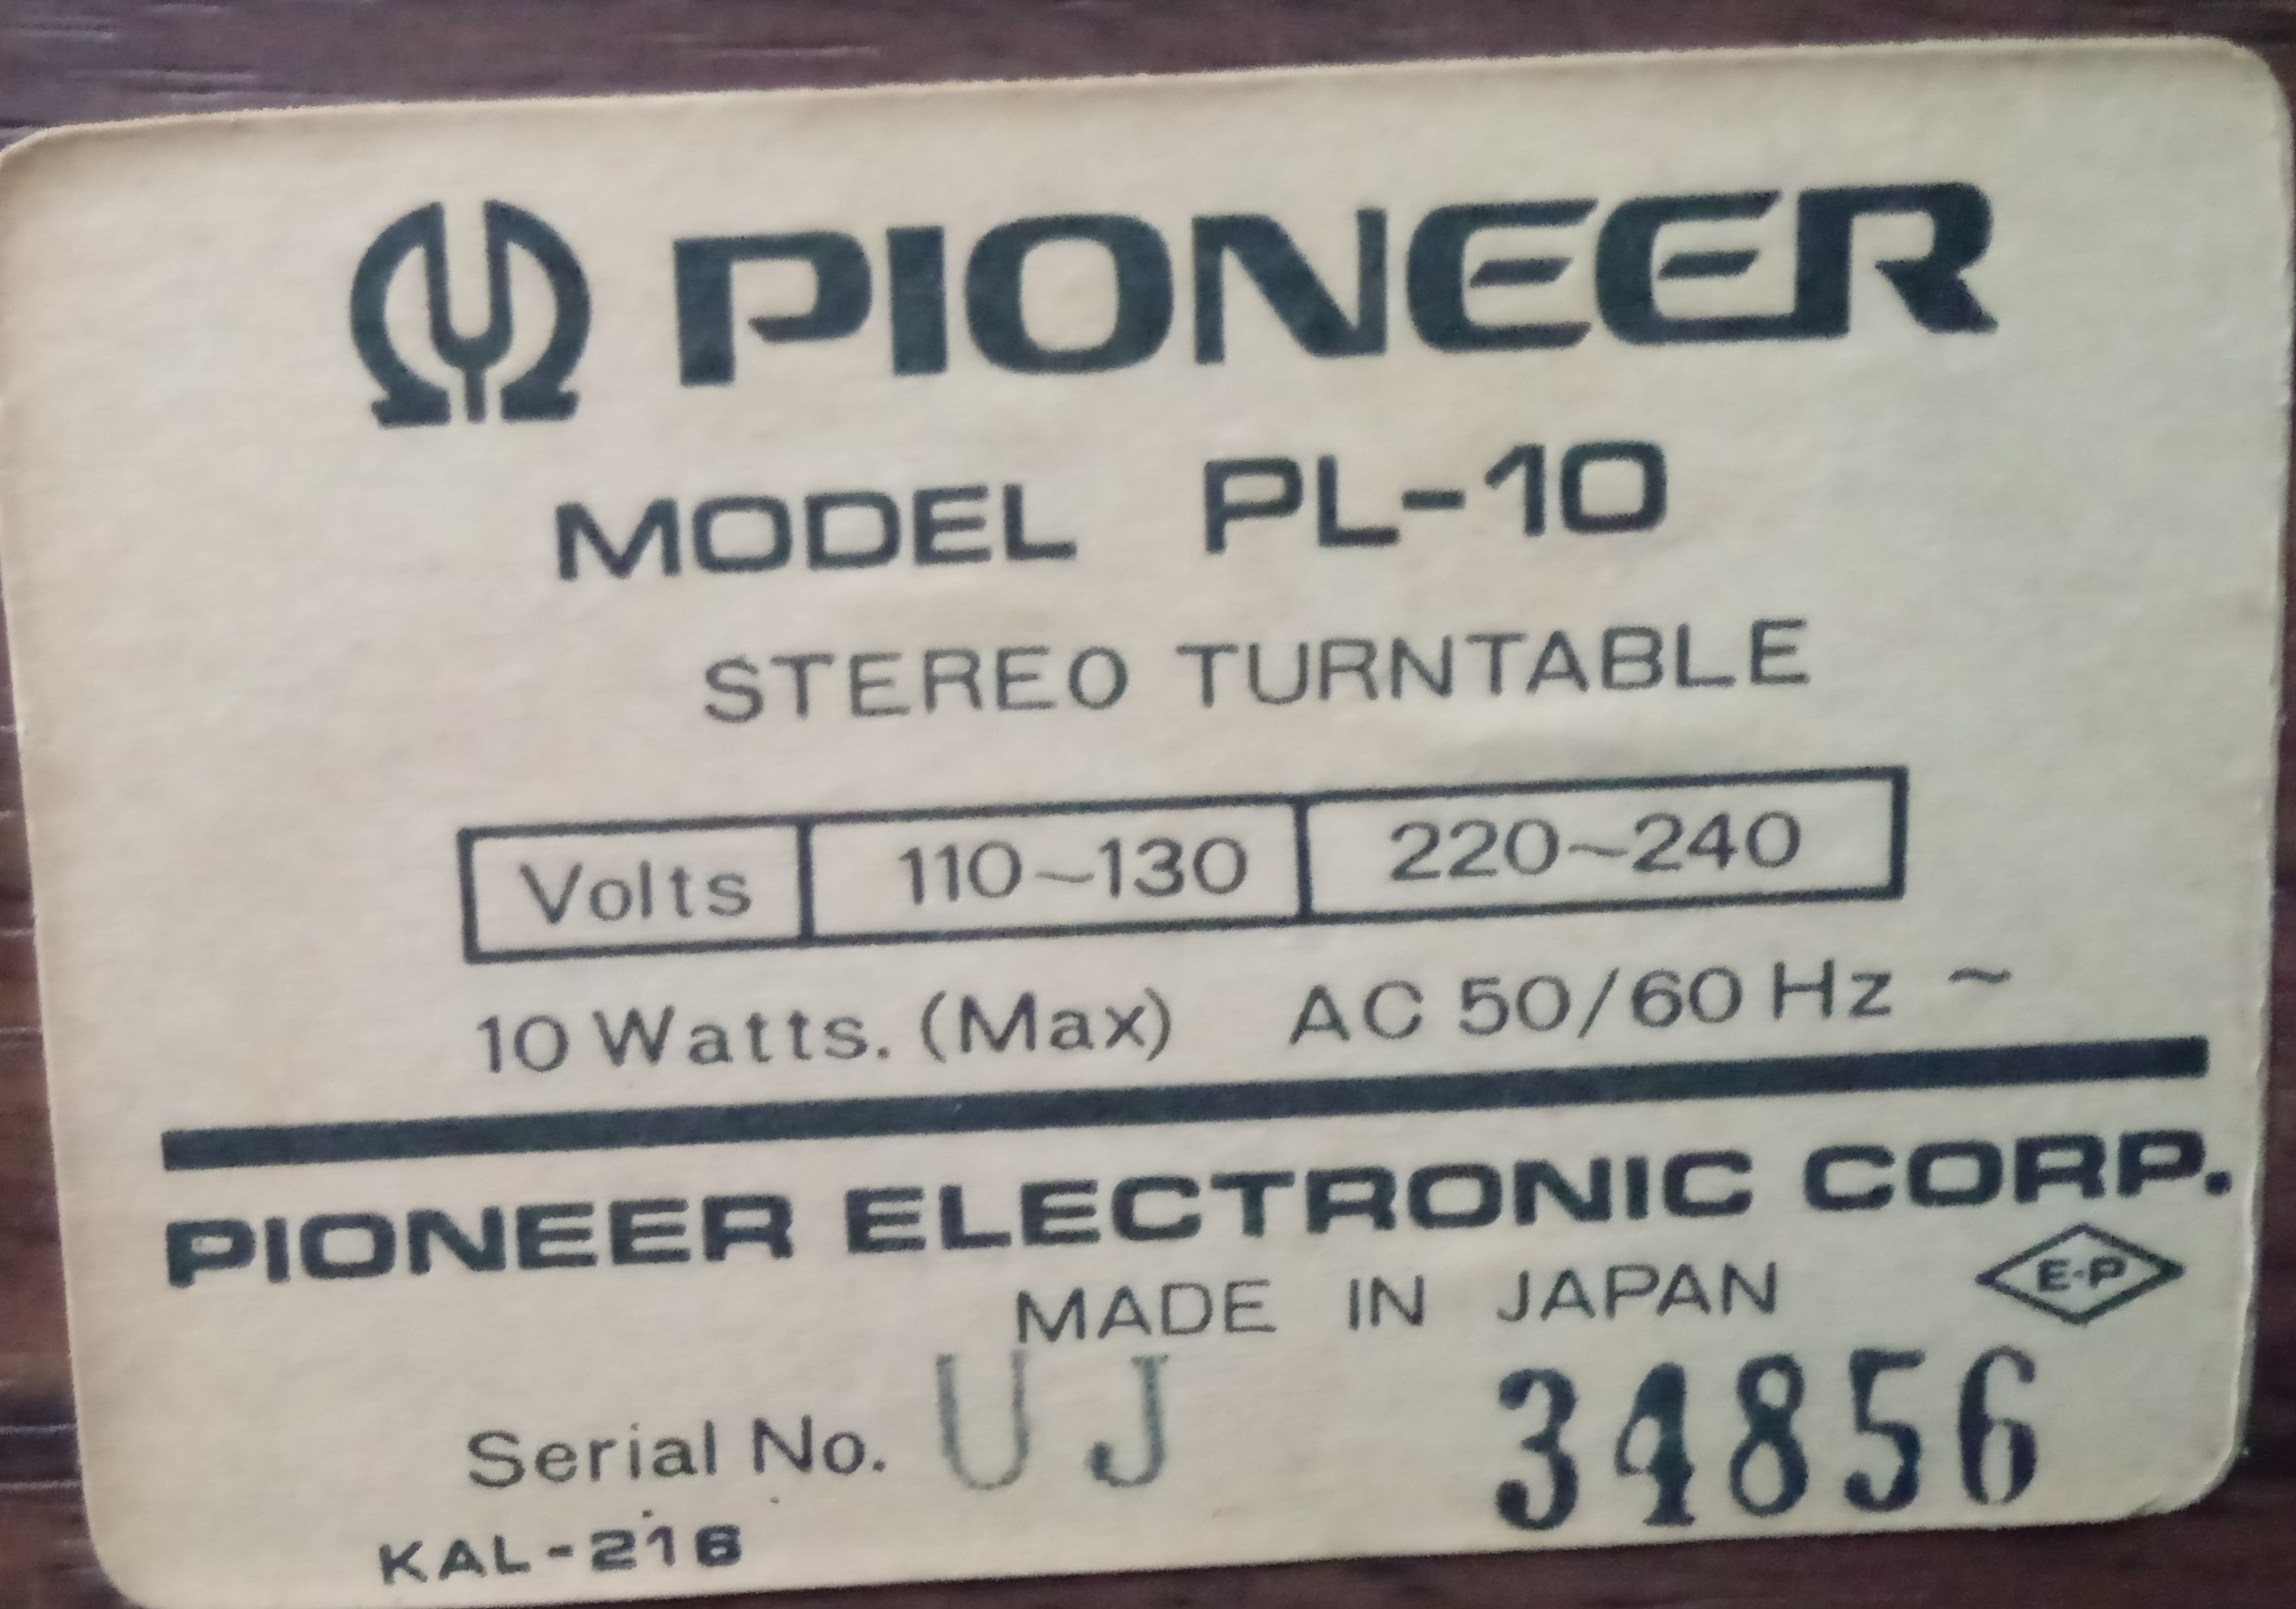 PIONEER
MODEL PL-10
STEREO TURNTABLE
Volts 110~130 220~240
10 Watts. (Max) AC 50/60 Hz ~
PIONEER ELECTRONIC CORP.
MADE IN JAPAN E-P
Serial No. UJ 34856
KAL-216